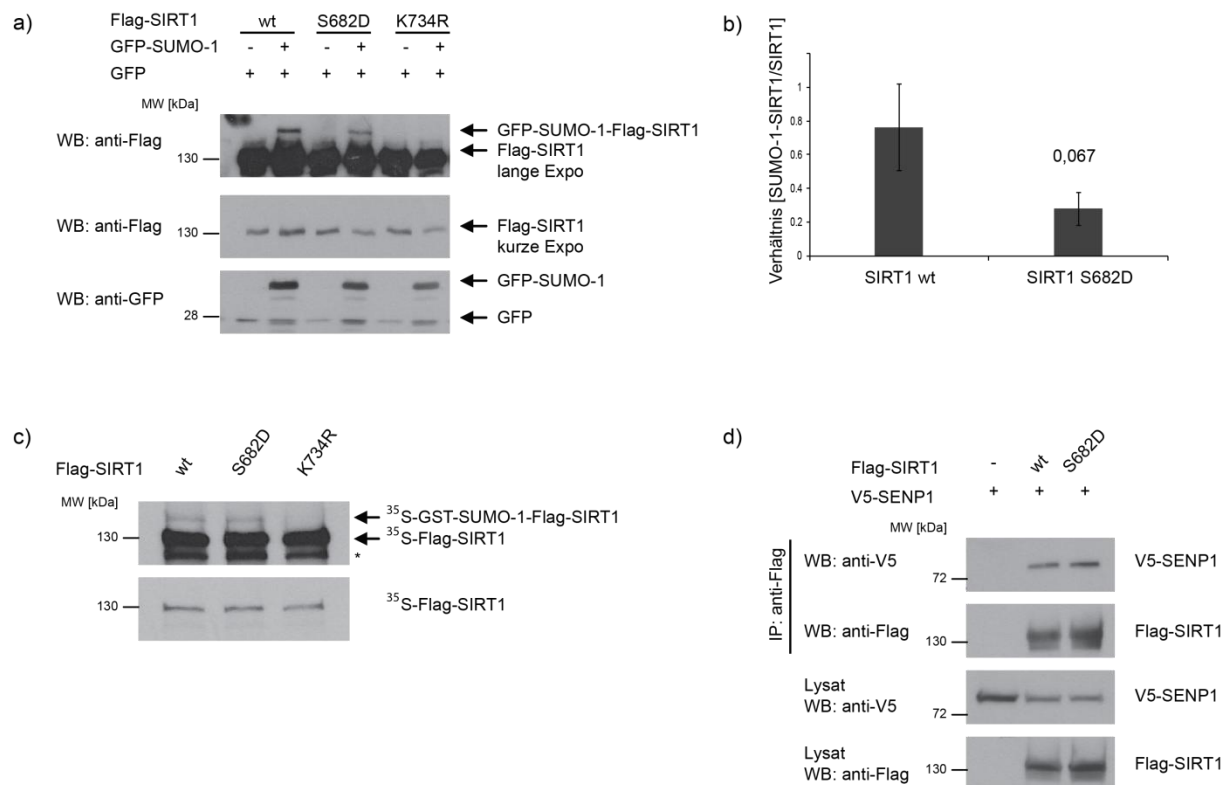 a)
Flag-SIRT1 wt S682D K734R
GFP-SUMO-1 - + - + - +
GFP + + + + + +
MW [kDa]
WB: anti-Flag
130
GFP-SUMO-1-Flag-SIRT1
Flag-SIRT1
lange Expo
WB: anti-Flag
130
Flag-SIRT1
kurze Expo
WB: anti-GFP
28
GFP-SUMO-1
GFP
b)
Verhältnis [SUMO-1-SIRT1/SIRT1]
1
0.8
0.6
0.4
0.2
0
0,067
SIRT1 wt SIRT1 S682D
c)
Flag-SIRT1 wt S682D K734R
MW [kDa]
130
35S-GST-SUMO-1-Flag-SIRT1
35S-Flag-SIRT1
*
130
35S-Flag-SIRT1
d)
Flag-SIRT1 - wt S682D
V5-SENP1 + + +
MW [kDa]
IP: anti-Flag
WB: anti-V5
72
V5-SENP1
WB: anti-Flag
130
Flag-SIRT1
Lysat
WB: anti-V5
72
V5-SENP1
Lysat
WB: anti-Flag
130
Flag-SIRT1